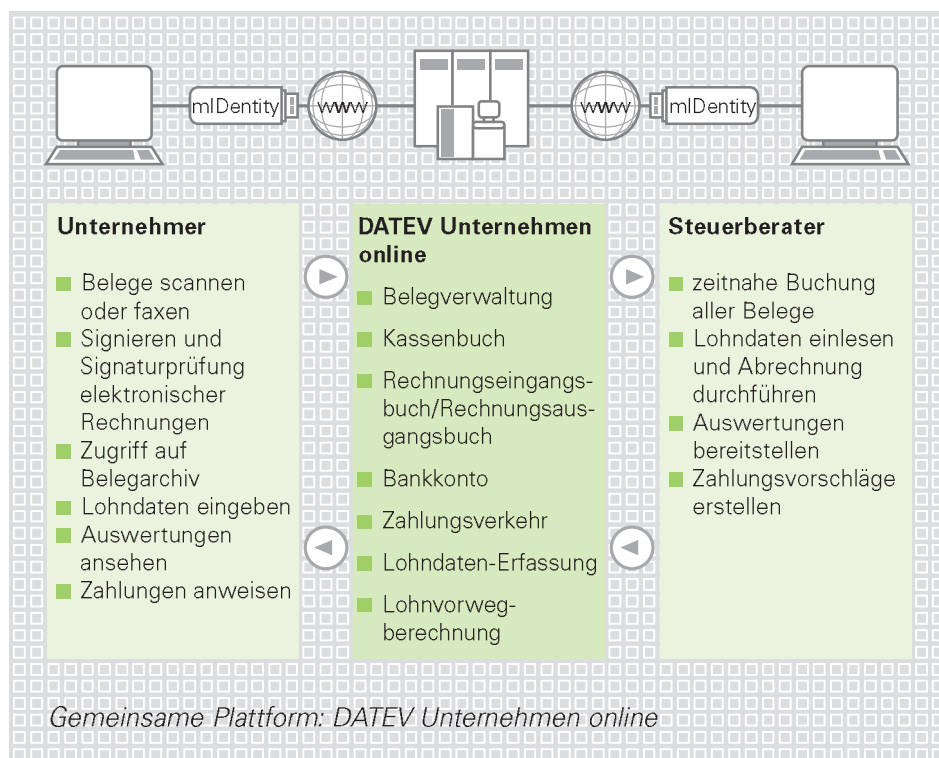 mIDentity
www
www
mIDentity
Unternehmer
Belege scannen
oder faxen
Signieren und
Signaturprüfung
elektronischer
Rechnungen
Zugriff auf
Belegarchiv
Lohndaten eingeben
Auswertungen
ansehen
Zahlungen anweisen
DATEV Unternehmen
online
Belegverwaltung
Kassenbuch
Rechnungseingangs-
buch/Rechnungsaus-
gangsbuch
Bankkonto
Zahlungsverkehr
Lohndaten-Erfassung
Lohnvorweg-
berechnung
Steuerberater
zeitnahe Buchung
aller Belege
Lohndaten einlesen
und Abrechnung
durchführen
Auswertungen
bereitstellen
Zahlungsvorschläge
erstellen
Gemeinsame Plattform: DATEV Unternehmen online